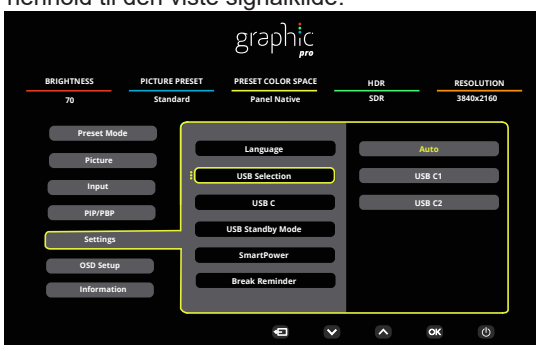 henhold til den viste signalkilde.
graphic
pro
BRIGHTNESS PICTURE PRESET PRESET COLOR SPACE HDR RESOLUTION
70 Standard Panel Native SDR 3840x2160
Preset Mode
Picture
Input
PIP/PBP
Settings
OSD Setup
Information
Language
USB Selection
USB C
USB Standby Mode
SmartPower
Break Reminder
Auto
USB C1
USB C2
OK